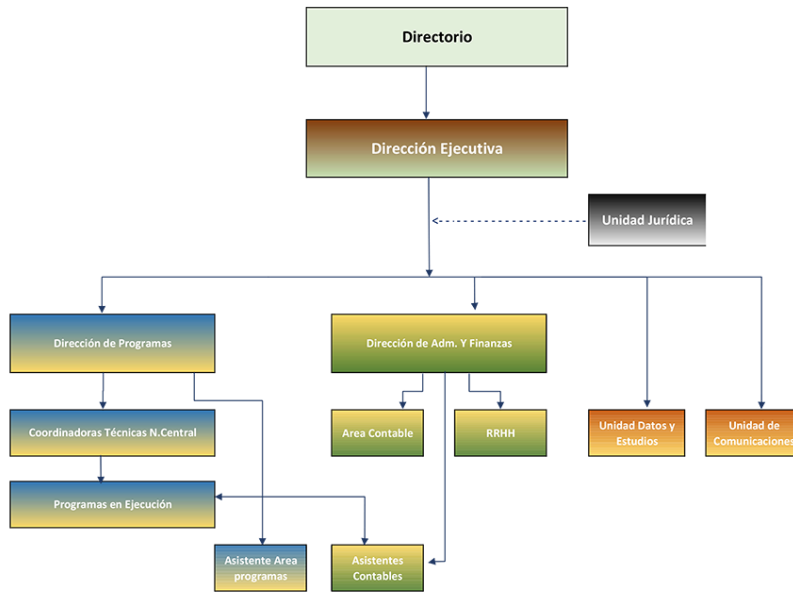 Directorio
Dirección Ejecutiva
Unidad Jurídica
Dirección de Programas
Dirección de Adm. Y Finanzas
Coordinadoras Técnicas N.Central
Area Contable
RRHH
Unidad Datos y
Estudios
Unidad de
Comunicaciones
Programas en Ejecución
Asistente Area
programas
Asistentes
Contables